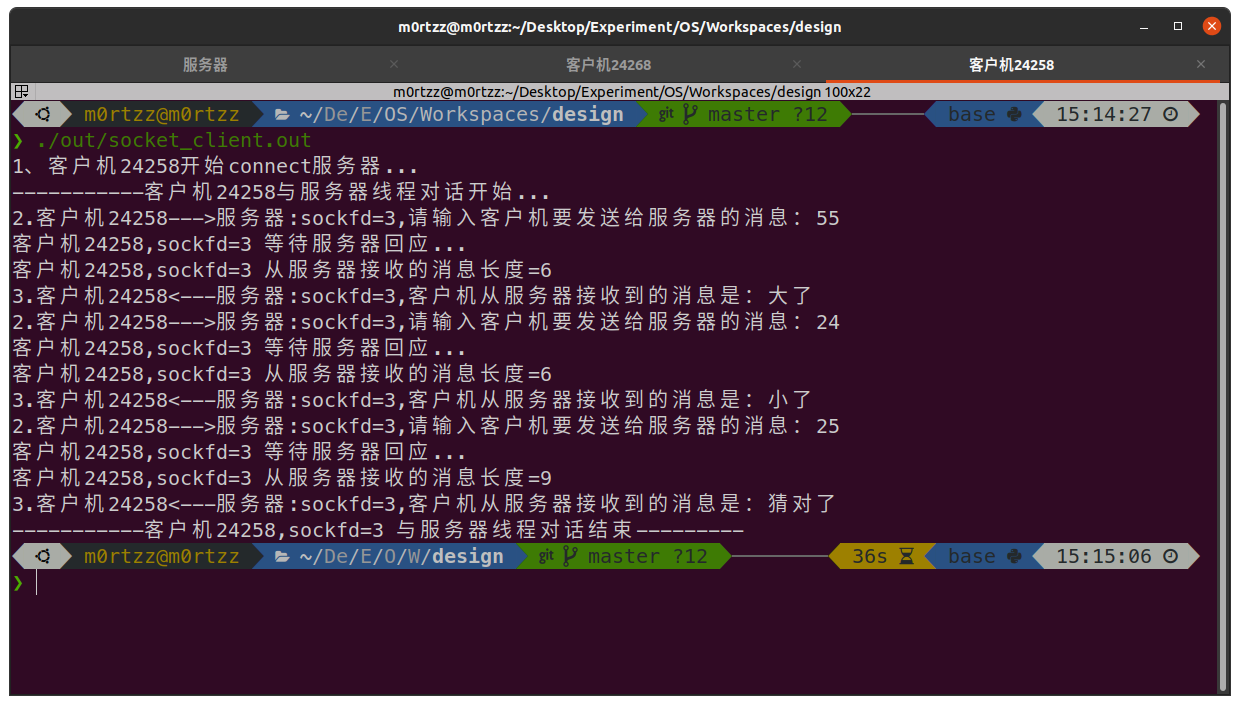 m0rtzz@m0rtzz:~/Desktop/Experiment/OS/Workspaces/design
服务器 客户机24268 客户机24258
m0rtzz@m0rtzz:~/Desktop/Experiment/OS/Workspaces/design 100x22
m0rtzz@m0rtzz ~/De/E/OS/Workspaces/design git master ?12 base 15:14:27
❯ ./out/socket_client.out
1、客户机24258开始connect服务器...
-----------客户机24258与服务器线程对话开始...
2.客户机24258--->服务器:sockfd=3,请输入客户机要发送给服务器的消息：55
客户机24258,sockfd=3 等待服务器回应...
客户机24258,sockfd=3 从服务器接收的消息长度=6
3.客户机24258<---服务器:sockfd=3,客户机从服务器接收到的消息是：大了
2.客户机24258--->服务器:sockfd=3,请输入客户机要发送给服务器的消息：24
客户机24258,sockfd=3 等待服务器回应...
客户机24258,sockfd=3 从服务器接收的消息长度=6
3.客户机24258<---服务器:sockfd=3,客户机从服务器接收到的消息是：小了
2.客户机24258--->服务器:sockfd=3,请输入客户机要发送给服务器的消息：25
客户机24258,sockfd=3 等待服务器回应...
客户机24258,sockfd=3 从服务器接收的消息长度=9
3.客户机24258<---服务器:sockfd=3,客户机从服务器接收到的消息是：猜对了
-----------客户机24258,sockfd=3 与服务器线程对话结束---------
m0rtzz@m0rtzz ~/De/E/O/W/design git master ?12 36s base 15:15:06
❯